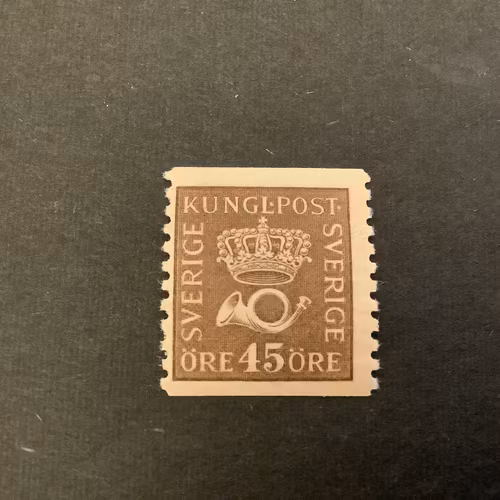 KUNGL·POST·
SVERIGE
SVERIGE
ÖRE 45 ÖRE